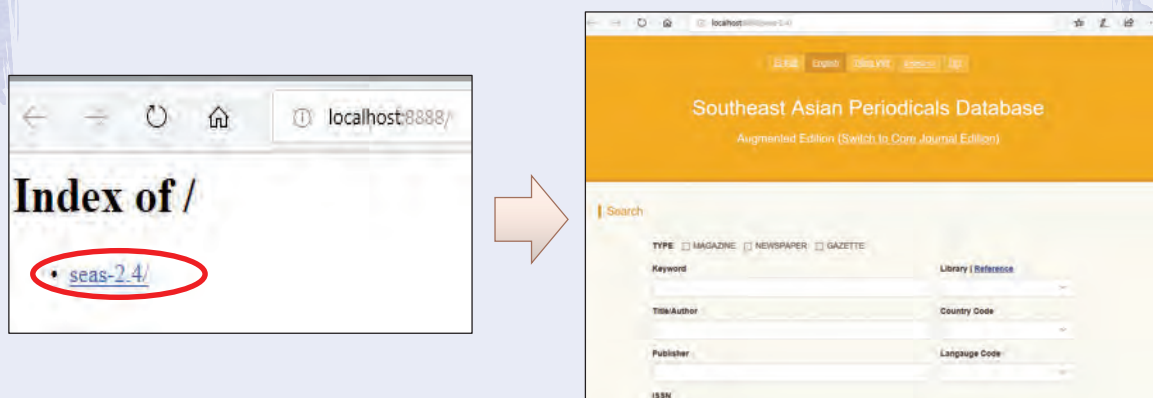 localhost:8888/
Index of /
• seas-2.4/
localhost
English
Southeast Asian Periodicals Database
Augmented Edition (Switch to Core Journal Edition)
Search
TYPE MAGAZINE NEWSPAPER GAZETTE
Keyword Library | Reference
Title/Author Country Code
Publisher Langauge Code
ISSN